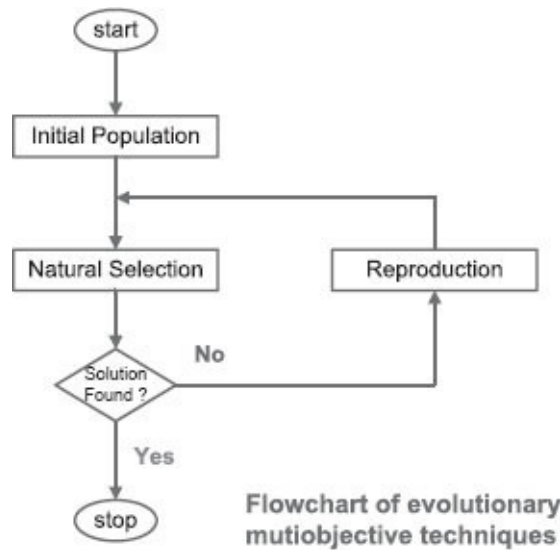 start
Initial Population
Natural Selection
Reproduction
Solution
Found ?
No
Yes
stop
Flowchart of evolutionary
mutiobjective techniques